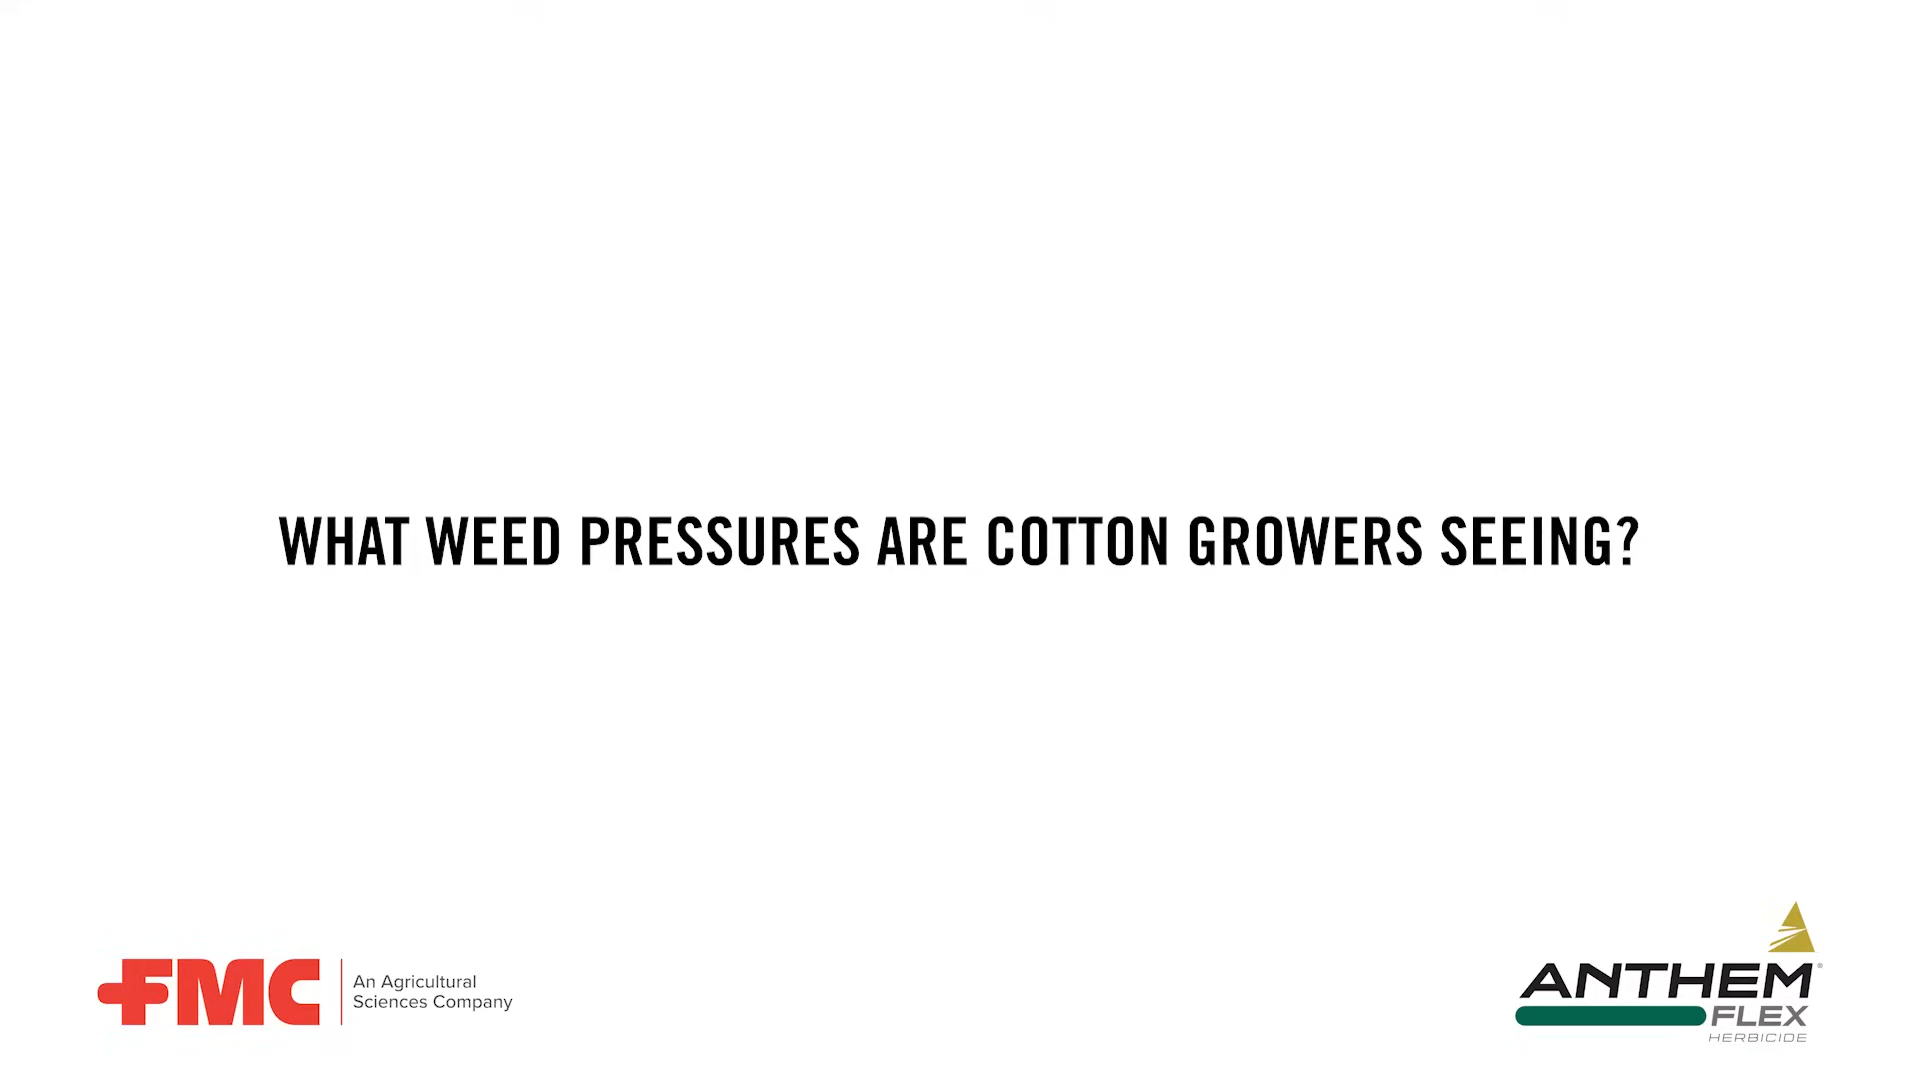 WHAT WEED PRESSURES ARE COTTON GROWERS SEEING?
FMC
An Agricultural
Sciences Company
ANTHEM®
FLEX
HERBICIDE